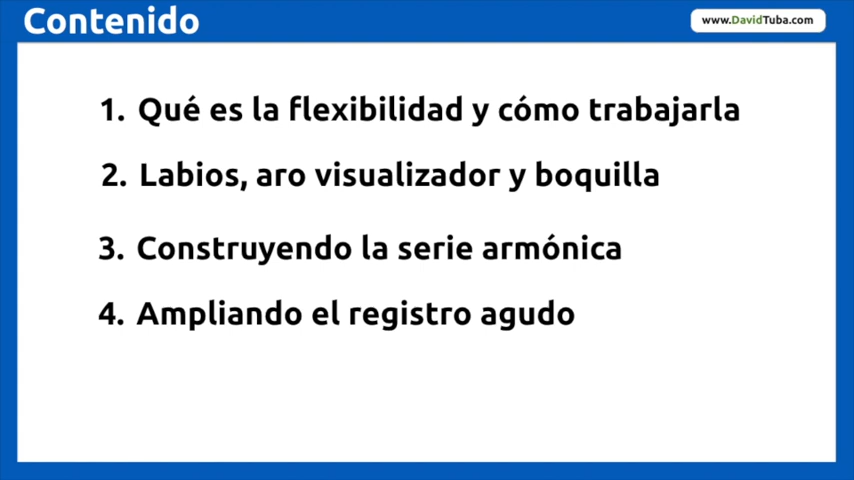 Contenido
www.DavidTuba.com
1. Qué es la flexibilidad y cómo trabajarla
2. Labios, aro visualizador y boquilla
3. Construyendo la serie armónica
4. Ampliando el registro agudo